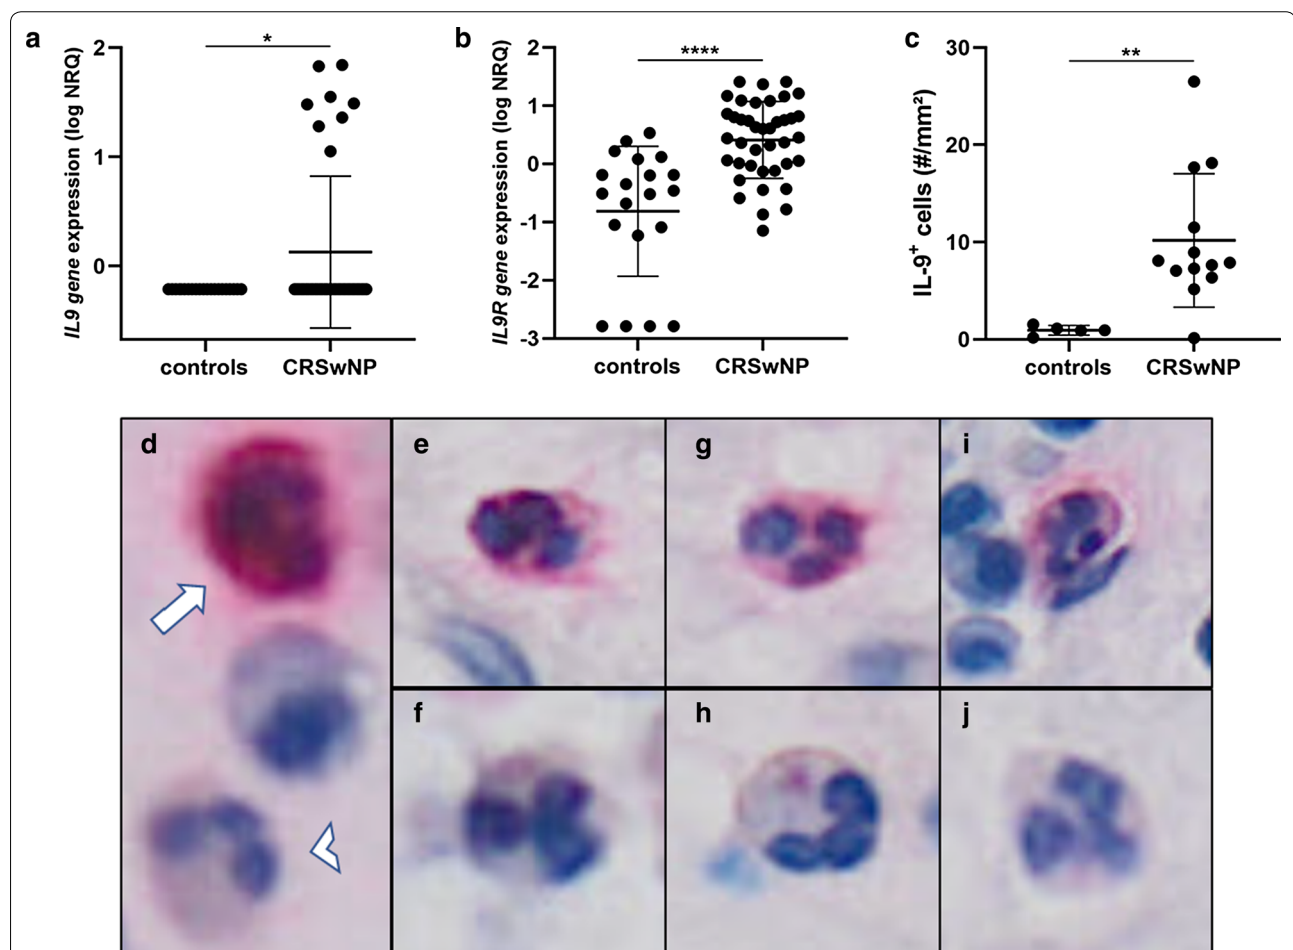 a
IL9 gene expression (log NRQ)
2
1
0
*
controls
CRSwNP
b
IL9R gene expression (log NRQ)
2
1
0
-1
-2
-3
****
controls
CRSwNP
c
IL-9⁺ cells (#/mm²)
30
20
10
0
**
controls
CRSwNP
d
e
g
i
f
h
j